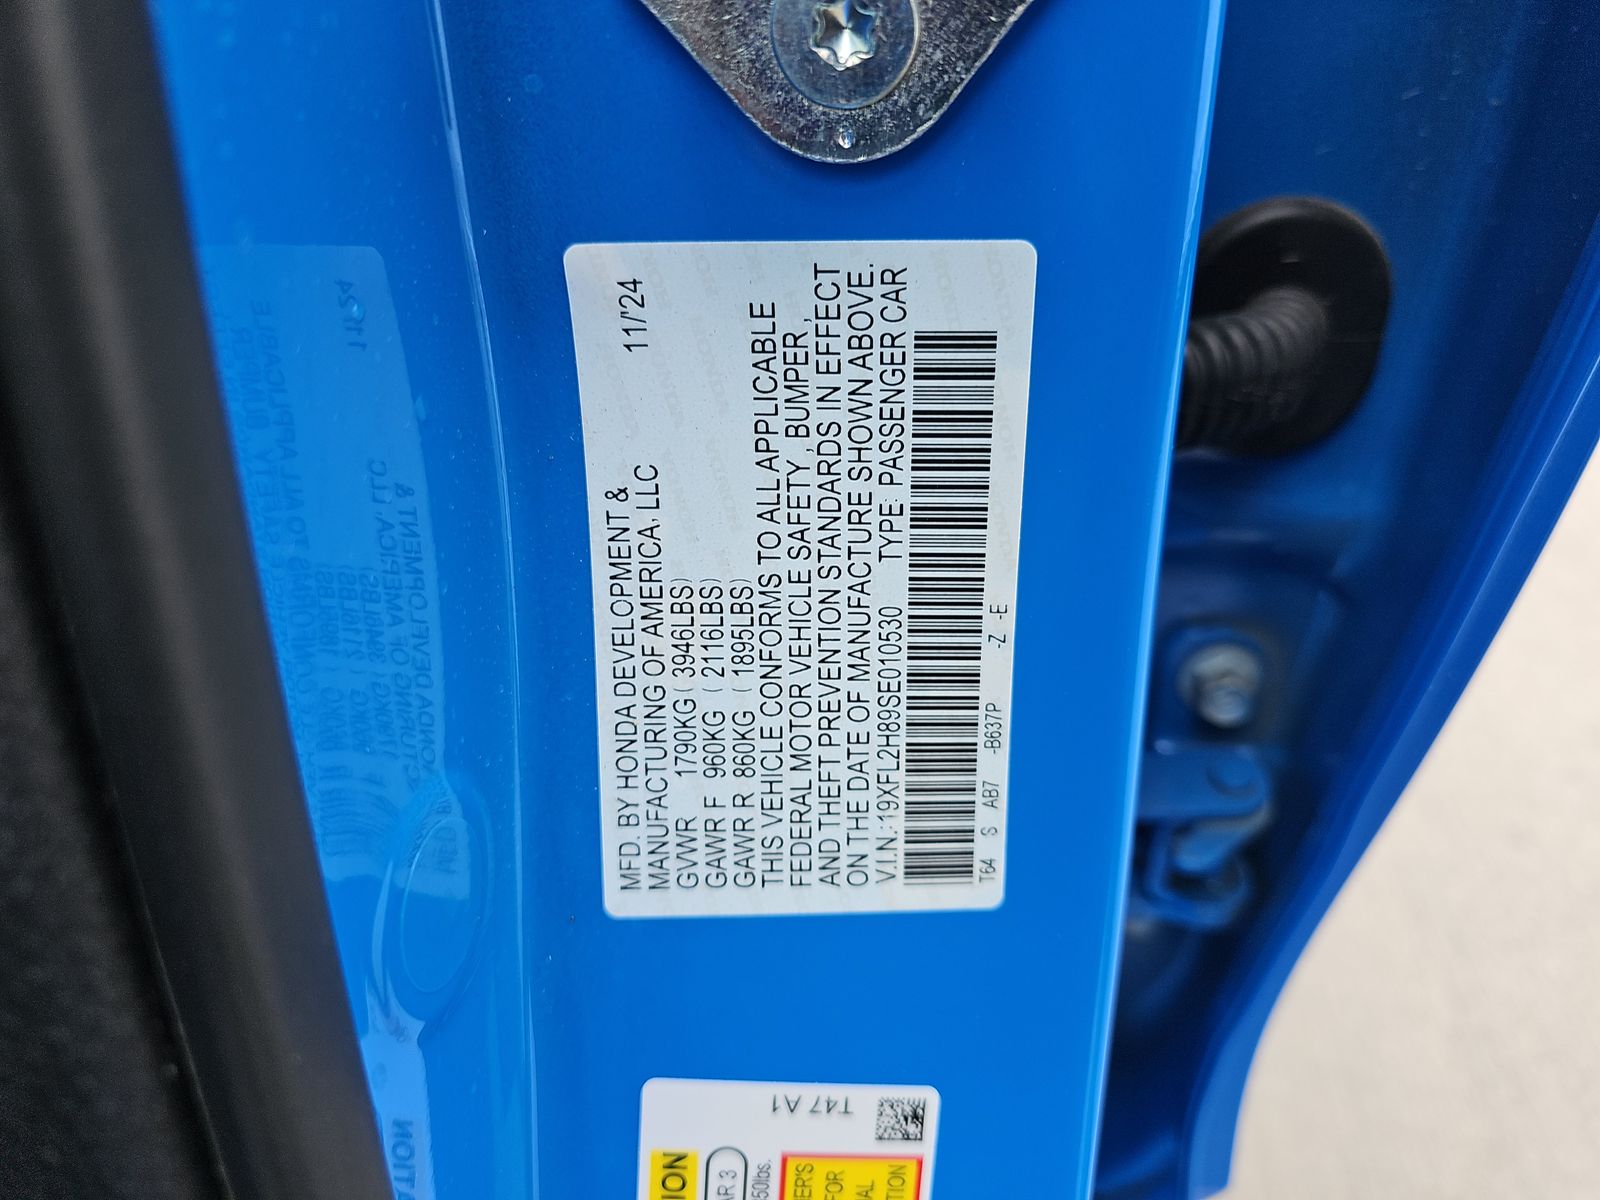 MFD. BY HONDA DEVELOPMENT &
MANUFACTURING OF AMERICA, LLC 11/'24
GVWR 1790KG (3946LBS)
GAWR F 960KG (2116LBS)
GAWR R 860KG (1895LBS)
THIS VEHICLE CONFORMS TO ALL APPLICABLE
FEDERAL MOTOR VEHICLE SAFETY, BUMPER,
AND THEFT PREVENTION STANDARDS IN EFFECT
ON THE DATE OF MANUFACTURE SHOWN ABOVE.
V.I.N.:19XFL2H89SE010530 TYPE: PASSENGER CAR
T64 S AB7 -B637P -Z -E
T47 A1